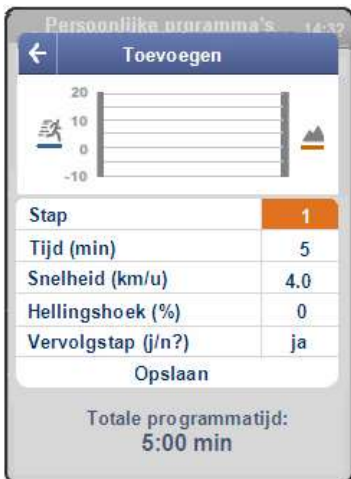 Persoonlijke programma's 14:32
Toevoegen
20
10
0
-10
Stap 1
Tijd (min) 5
Snelheid (km/u) 4.0
Hellingshoek (%) 0
Vervolgstap (j/n?) ja
Opslaan
Totale programmatijd:
5:00 min